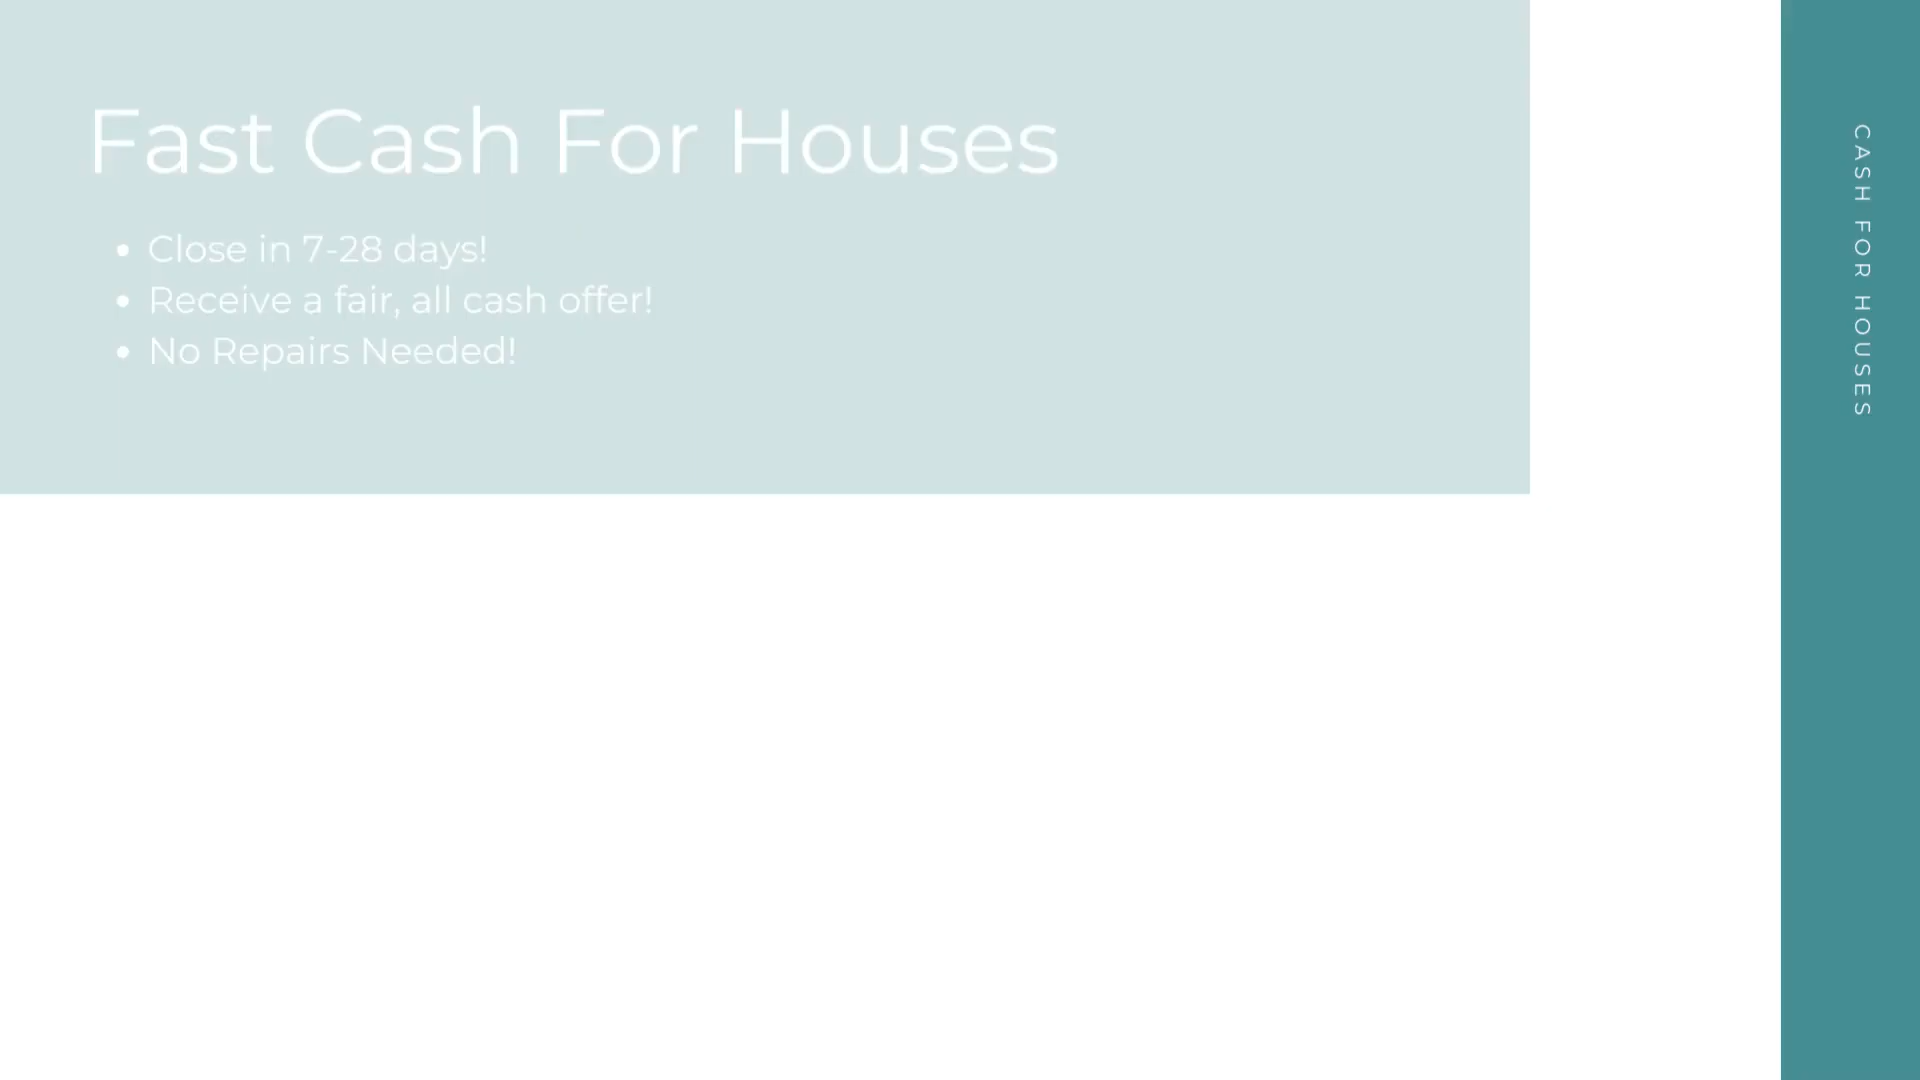 Fast Cash For Houses
• Close in 7-28 days!
• Receive a fair, all cash offer!
• No Repairs Needed!
CASH FOR HOUSES